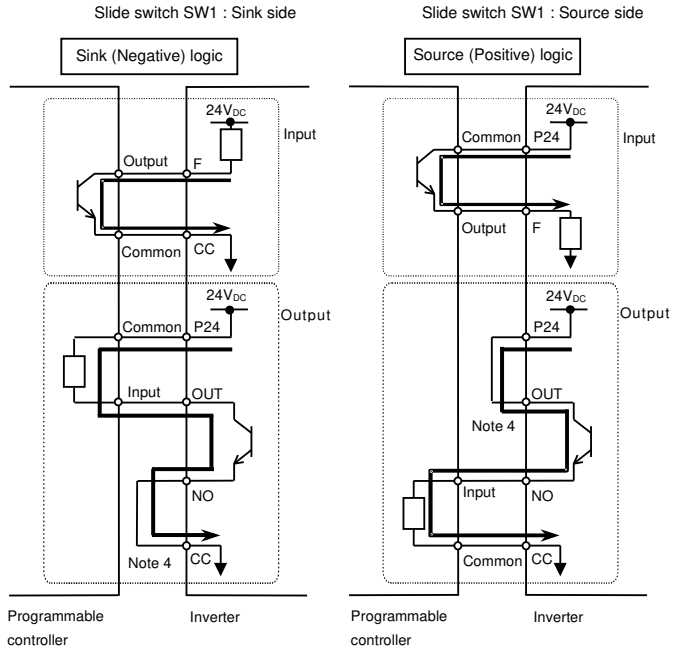 Slide switch SW1 : Sink side
Slide switch SW1 : Source side
Sink (Negative) logic
Source (Positive) logic
24VDC
Input
Output
F
Common
CC
24VDC
Output
Common
P24
Input
OUT
NO
Note 4
CC
Programmable
controller
Inverter
24VDC
Common
P24
Input
Output
F
24VDC
P24
Output
OUT
Note 4
Input
NO
Common
CC
Programmable
controller
Inverter